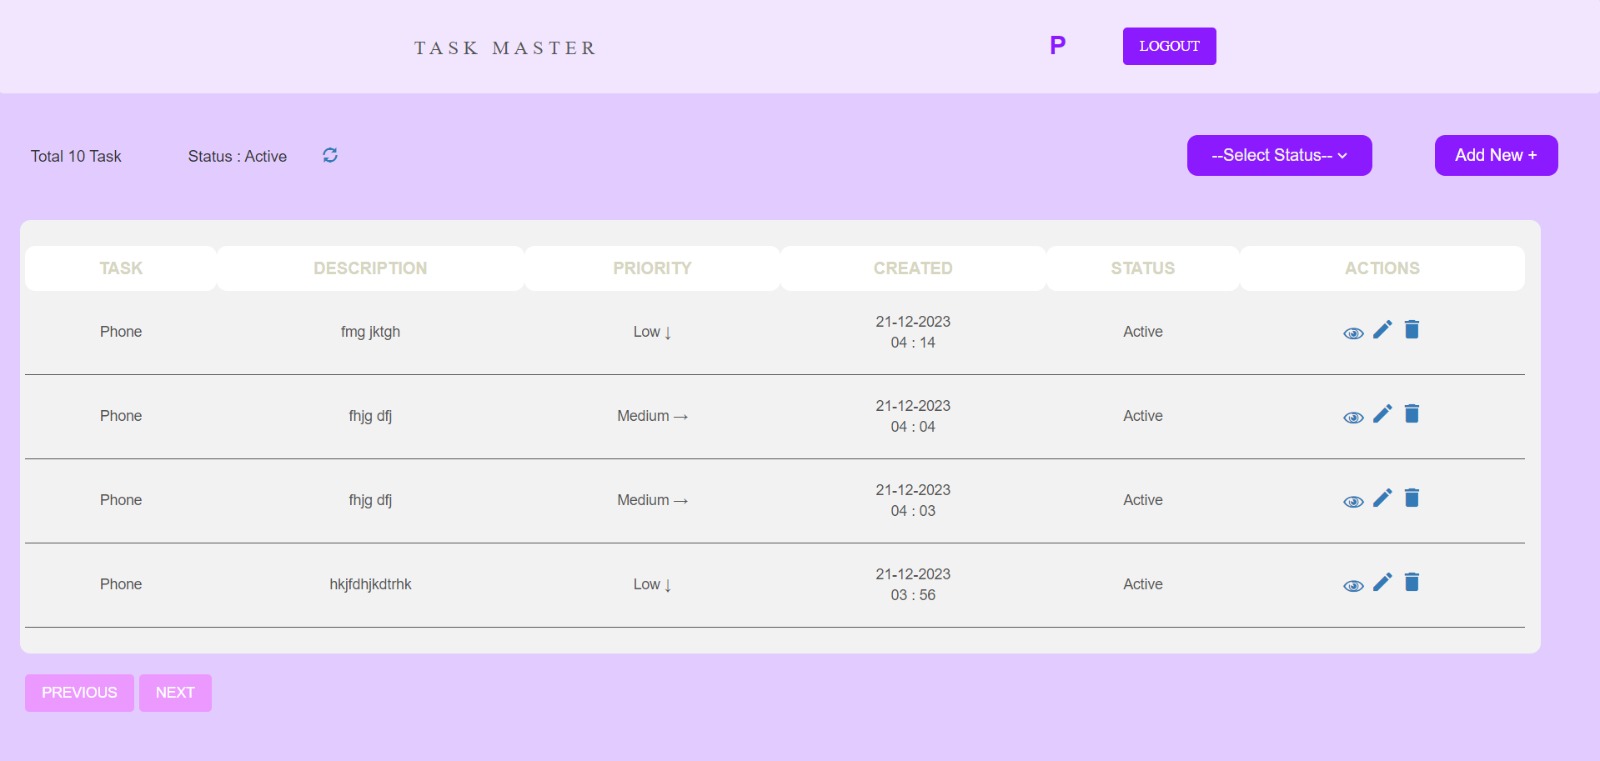 TASK MASTER
P
LOGOUT
Total 10 Task
Status : Active
--Select Status--
Add New +
TASK DESCRIPTION PRIORITY CREATED STATUS ACTIONS
Phone fmg jktgh Low ↓ 21-12-2023 Active
04 : 14
Phone fhjg dfj Medium → 21-12-2023 Active
04 : 04
Phone fhjg dfj Medium → 21-12-2023 Active
04 : 03
Phone hkjfdhjkdtrhk Low ↓ 21-12-2023 Active
03 : 56
PREVIOUS NEXT